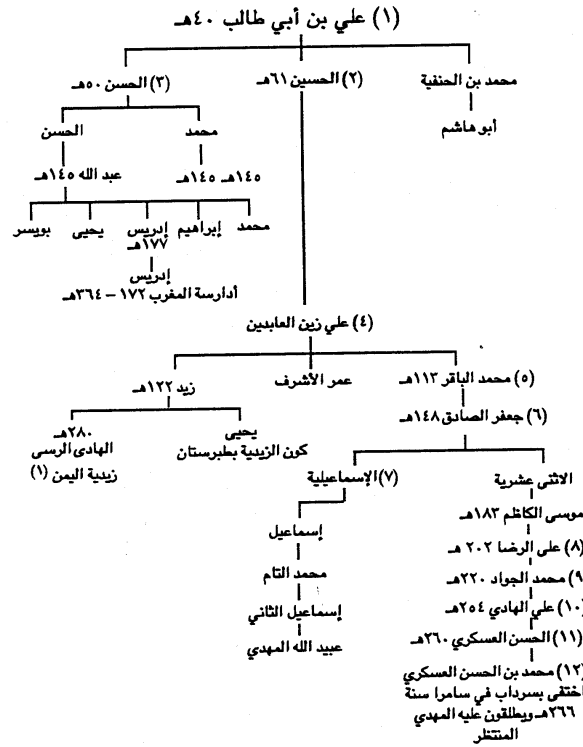 (١) علي بن أبي طالب ٤٠هـ
محمد بن الحنفية
(٢) الحسين ٦١هـ
(٣) الحسن ٥٠هـ
أبو هاشم
محمد
الحسن
١٤٥هـ ١٤٥هـ
عبد الله ١٤٥هـ
محمد
إبراهيم
إدريس
١٧٧هـ
يحيى
بويسر
إدريس
أدارسة المغرب ١٧٢ – ٣٦٤هـ
(٤) علي زين العابدين
(٥) محمد الباقر ١١٣هـ
عمر الأشرف
زيد ١٢٢هـ
(٦) جعفر الصادق ١٤٨هـ
يحيى
كون الزيدية بطبرستان
٢٨٠هـ
الهادى الرسى
زيدية اليمن (١)
الاثنى عشرية
(٧) الإسماعيلية
موسى الكاظم ١٨٣هـ
إسماعيل
(٨) على الرضا ٢٠٢ هـ
محمد التام
(٩) محمد الجواد ٢٢٠هـ
(١٠) علي الهادي ٢٥٤هـ
إسماعيل الثاني
(١١) الحسن العسكري ٢٦٠هـ
عبيد الله المهدي
(١٢) محمد بن الحسن العسكري
اختفى بسرداب في سامرا سنة
٢٦٦هـ ويطلقون عليه المهدي
المنتظر